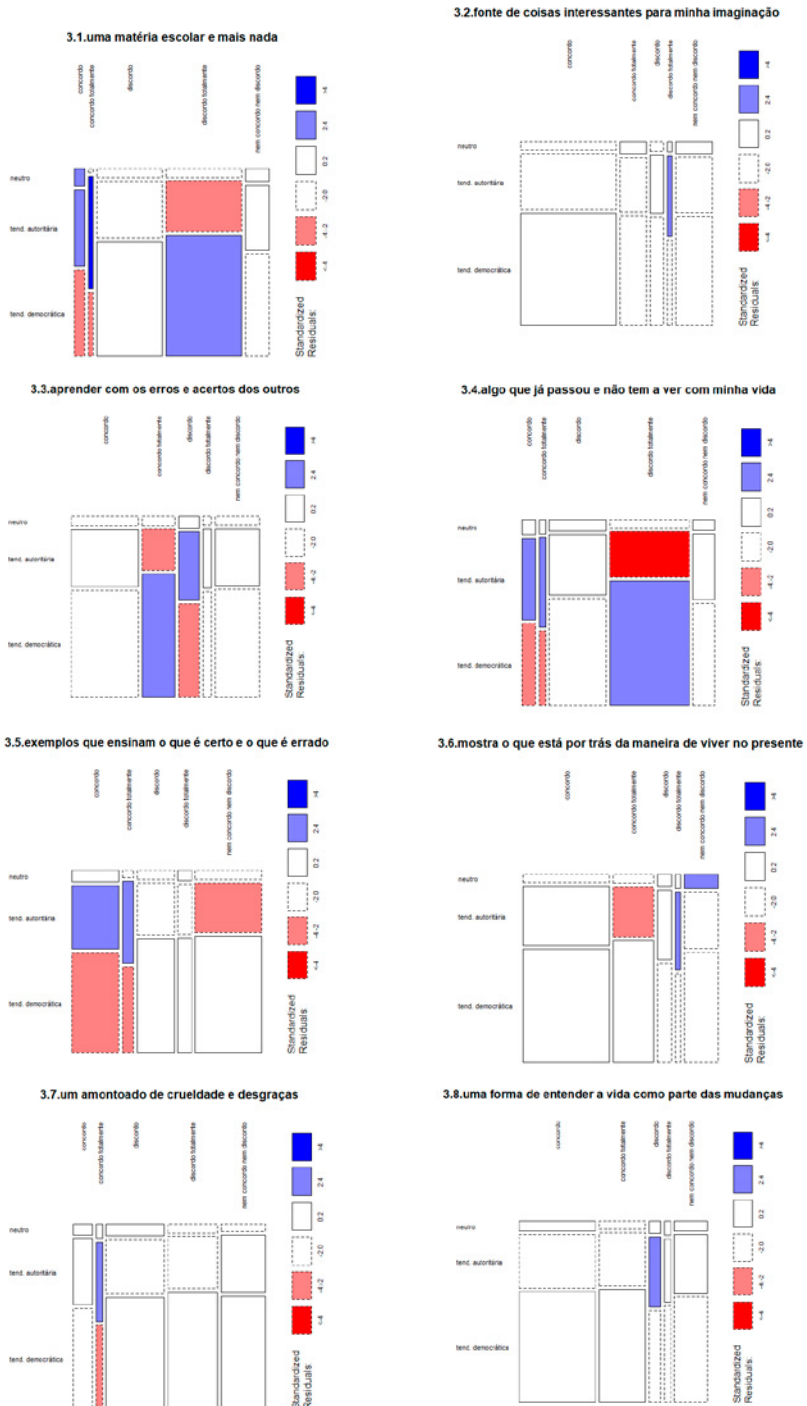 3.1.uma matéria escolar e mais nada
concordo
concordo totalmente
discordo
discordo totalmente
nem concordo nem discordo
neutro
tend. autoritária
tend. democrática
Standardized
Residuals:
<-4
-4:-2
-2:0
0:2
2:4
>4
3.2.fonte de coisas interessantes para minha imaginação
concordo
concordo totalmente
discordo
discordo totalmente
nem concordo nem discordo
neutro
tend. autoritária
tend. democrática
Standardized
Residuals:
<-4
-4:-2
-2:0
0:2
2:4
>4
3.3.aprender com os erros e acertos dos outros
concordo
concordo totalmente
discordo
discordo totalmente
nem concordo nem discordo
neutro
tend. autoritária
tend. democrática
Standardized
Residuals:
<-4
-4:-2
-2:0
0:2
2:4
>4
3.4.algo que já passou e não tem a ver com minha vida
concordo
concordo totalmente
discordo
discordo totalmente
nem concordo nem discordo
neutro
tend. autoritária
tend. democrática
Standardized
Residuals:
<-4
-4:-2
-2:0
0:2
2:4
>4
3.5.exemplos que ensinam o que é certo e o que é errado
concordo
concordo totalmente
discordo
discordo totalmente
nem concordo nem discordo
neutro
tend. autoritária
tend. democrática
Standardized
Residuals:
<-4
-4:-2
-2:0
0:2
2:4
>4
3.6.mostra o que está por trás da maneira de viver no presente
concordo
concordo totalmente
discordo
discordo totalmente
nem concordo nem discordo
neutro
tend. autoritária
tend. democrática
Standardized
Residuals:
<-4
-4:-2
-2:0
0:2
2:4
>4
3.7.um amontoado de crueldade e desgraças
concordo
concordo totalmente
discordo
discordo totalmente
nem concordo nem discordo
neutro
tend. autoritária
tend. democrática
Standardized
Residuals:
<-4
-4:-2
-2:0
0:2
2:4
>4
3.8.uma forma de entender a vida como parte das mudanças
concordo
concordo totalmente
discordo
discordo totalmente
nem concordo nem discordo
neutro
tend. autoritária
tend. democrática
Standardized
Residuals:
<-4
-4:-2
-2:0
0:2
2:4
>4